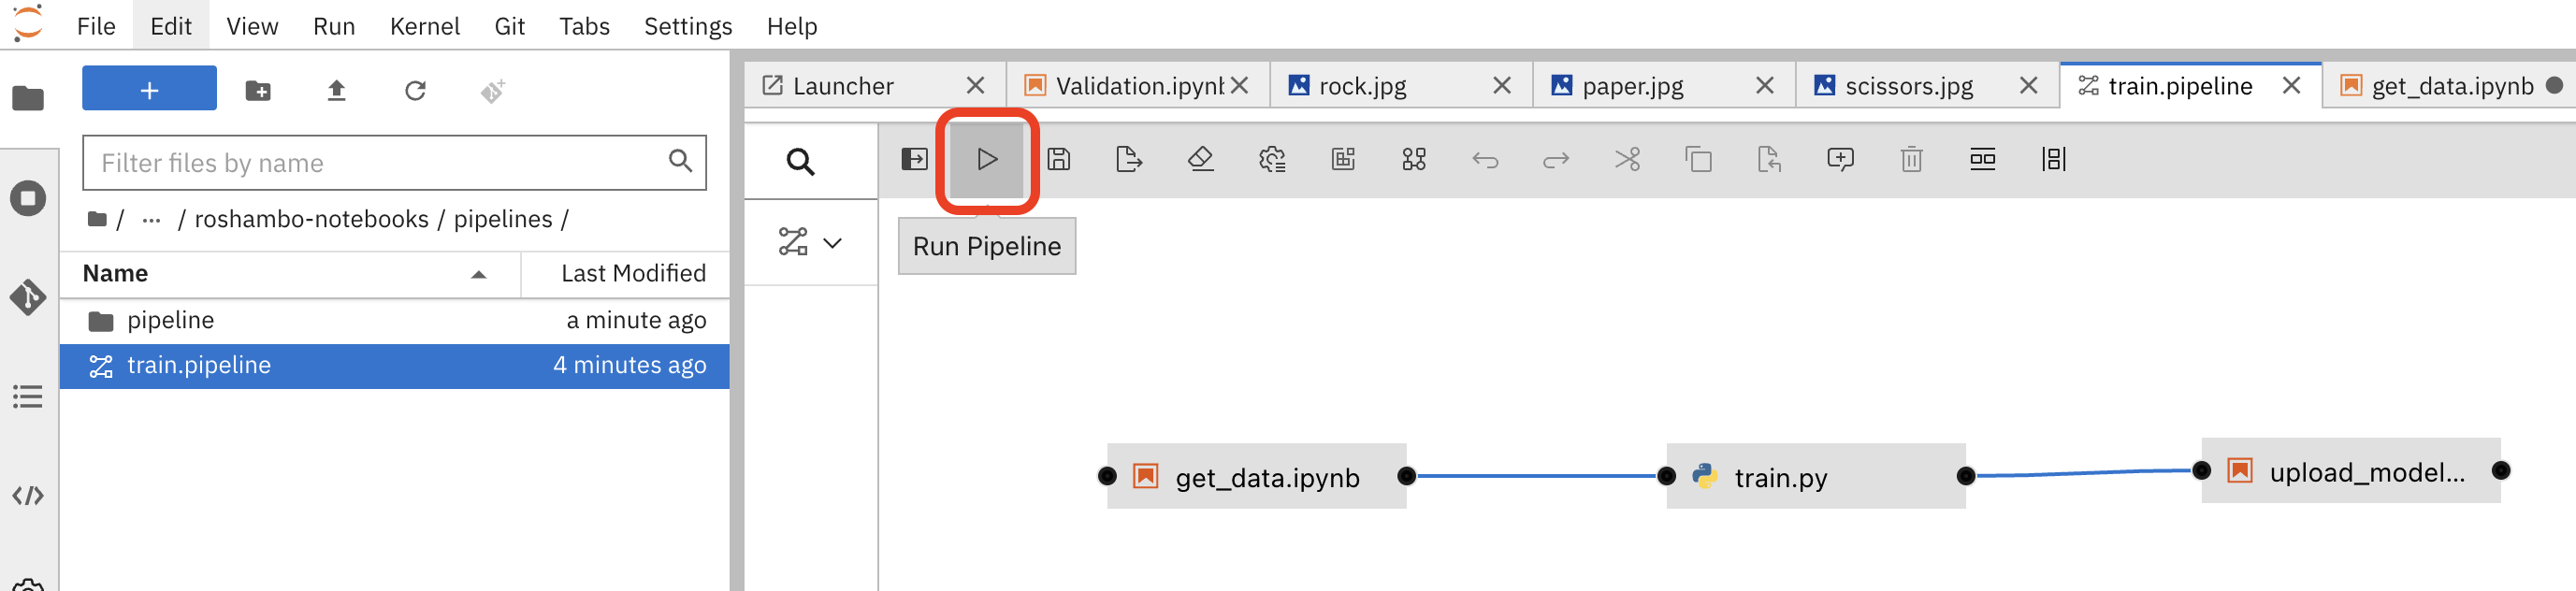 File Edit View Run Kernel Git Tabs Settings Help
Launcher Validation.ipynb rock.jpg paper.jpg scissors.jpg train.pipeline get_data.ipynb
Filter files by name
/ ... / roshambo-notebooks / pipelines /
Run Pipeline
Name Last Modified
pipeline a minute ago
train.pipeline 4 minutes ago
get_data.ipynb train.py upload_model...